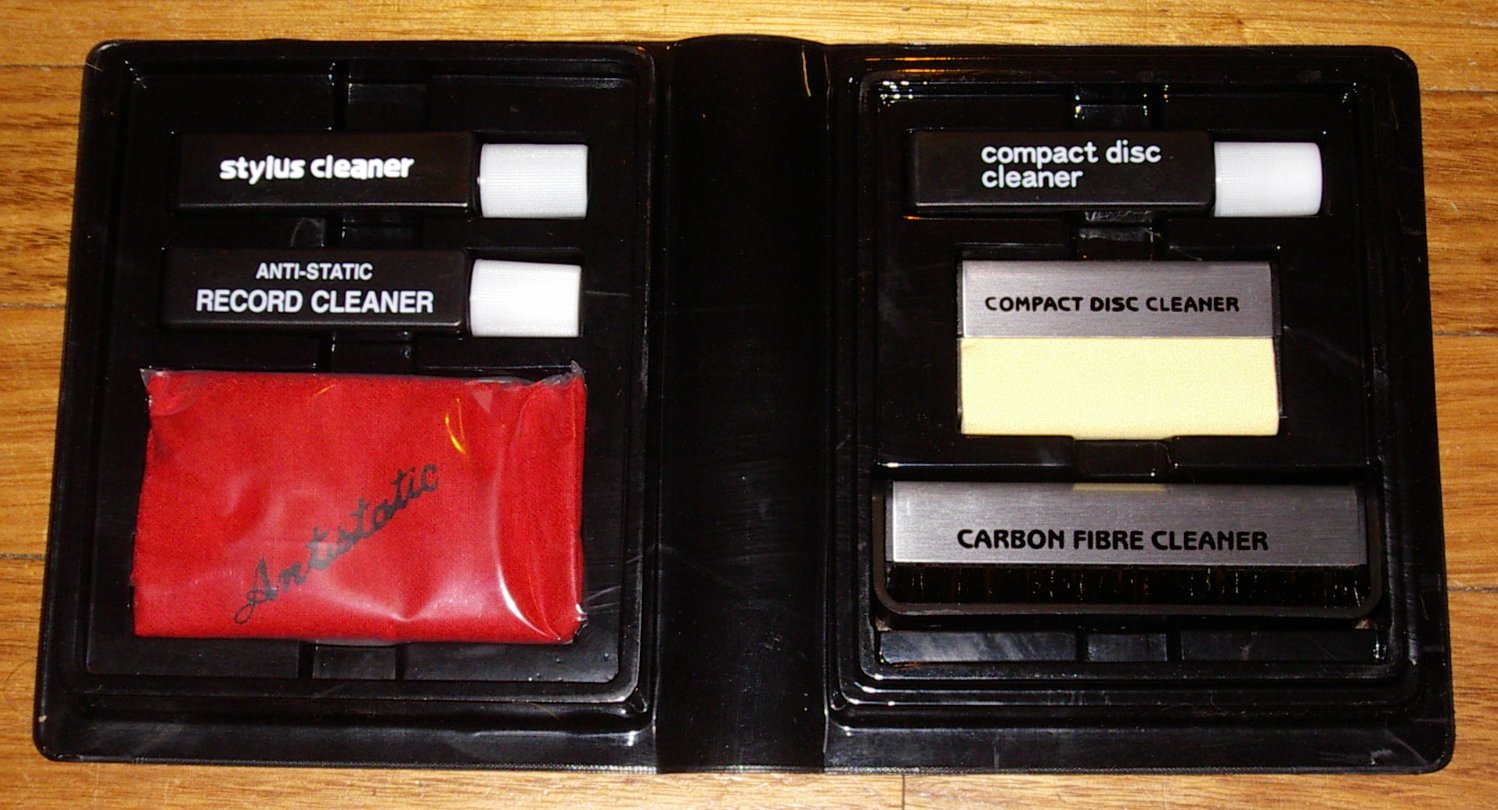 stylus cleaner
ANTI-STATIC
RECORD CLEANER
Antistatic
compact disc
cleaner
COMPACT DISC CLEANER
CARBON FIBRE CLEANER